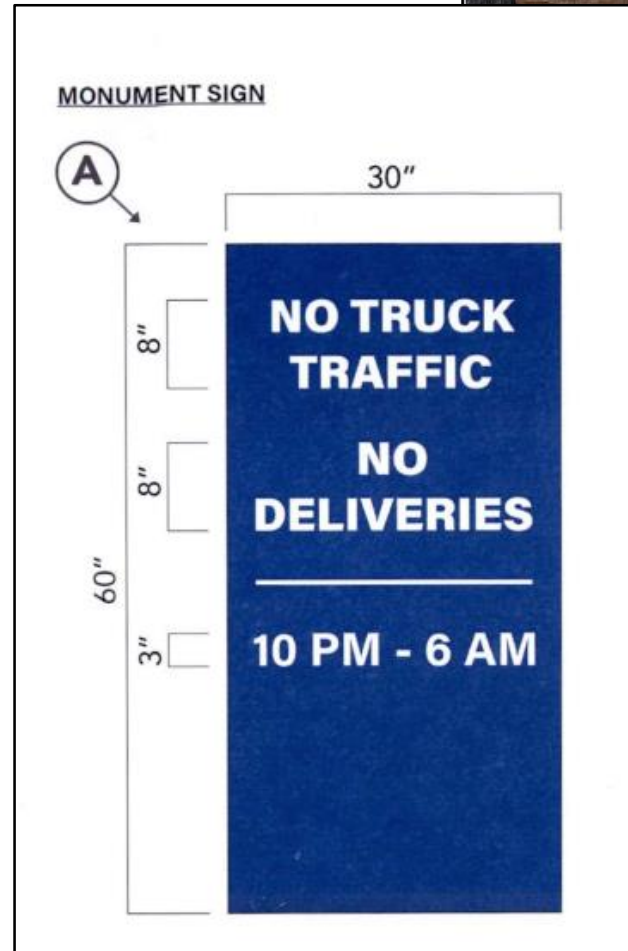 MONUMENT SIGN
A
30"
8"
NO TRUCK
TRAFFIC
8"
NO
DELIVERIES
60"
3"
10 PM - 6 AM